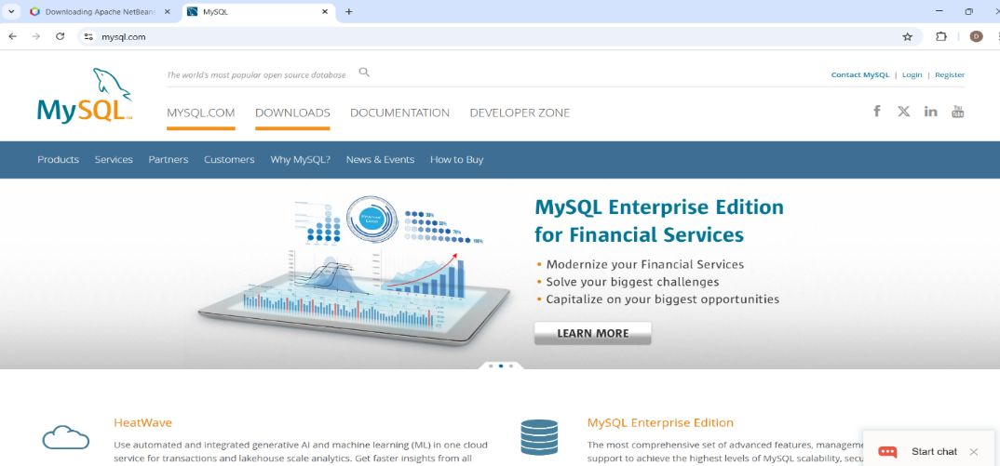 Downloading Apache NetBeans
MySQL
mysql.com
D
The world's most popular open source database
Contact MySQL | Login | Register
MySQL
MYSQL.COM DOWNLOADS DOCUMENTATION DEVELOPER ZONE
f X in You Tube
Products Services Partners Customers Why MySQL? News & Events How to Buy
MySQL Enterprise Edition
for Financial Services
• Modernize your Financial Services
• Solve your biggest challenges
• Capitalize on your biggest opportunities
LEARN MORE
HeatWave
Use automated and integrated generative AI and machine learning (ML) in one cloud
service for transactions and lakehouse scale analytics. Get faster insights from all
MySQL Enterprise Edition
The most comprehensive set of advanced features,
support to achieve the highest levels of MySQL scalability,
Start chat